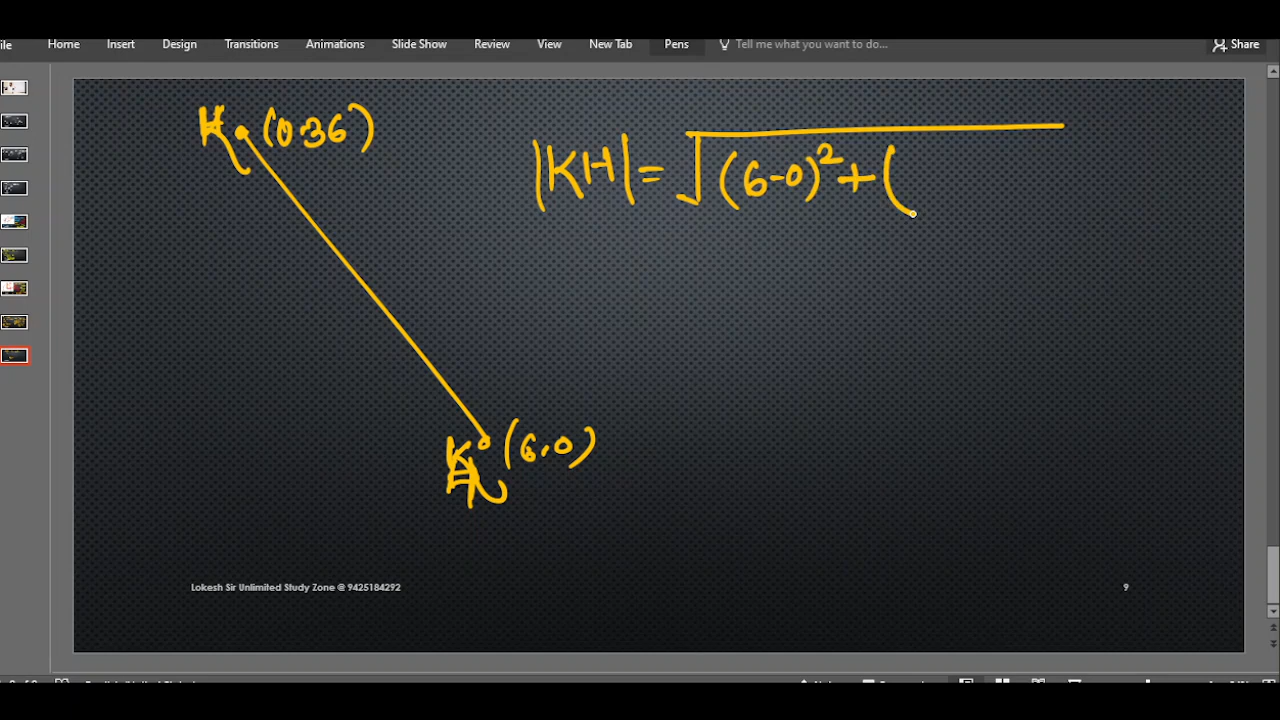 ile Home Insert Design Transitions Animations Slide Show Review View New Tab Pens Tell me what you want to do... Share
(0.36)
|KH| = √(6-0)²+(
K (6.0)
Lokesh Sir Unlimited Study Zone @ 9425184292
9